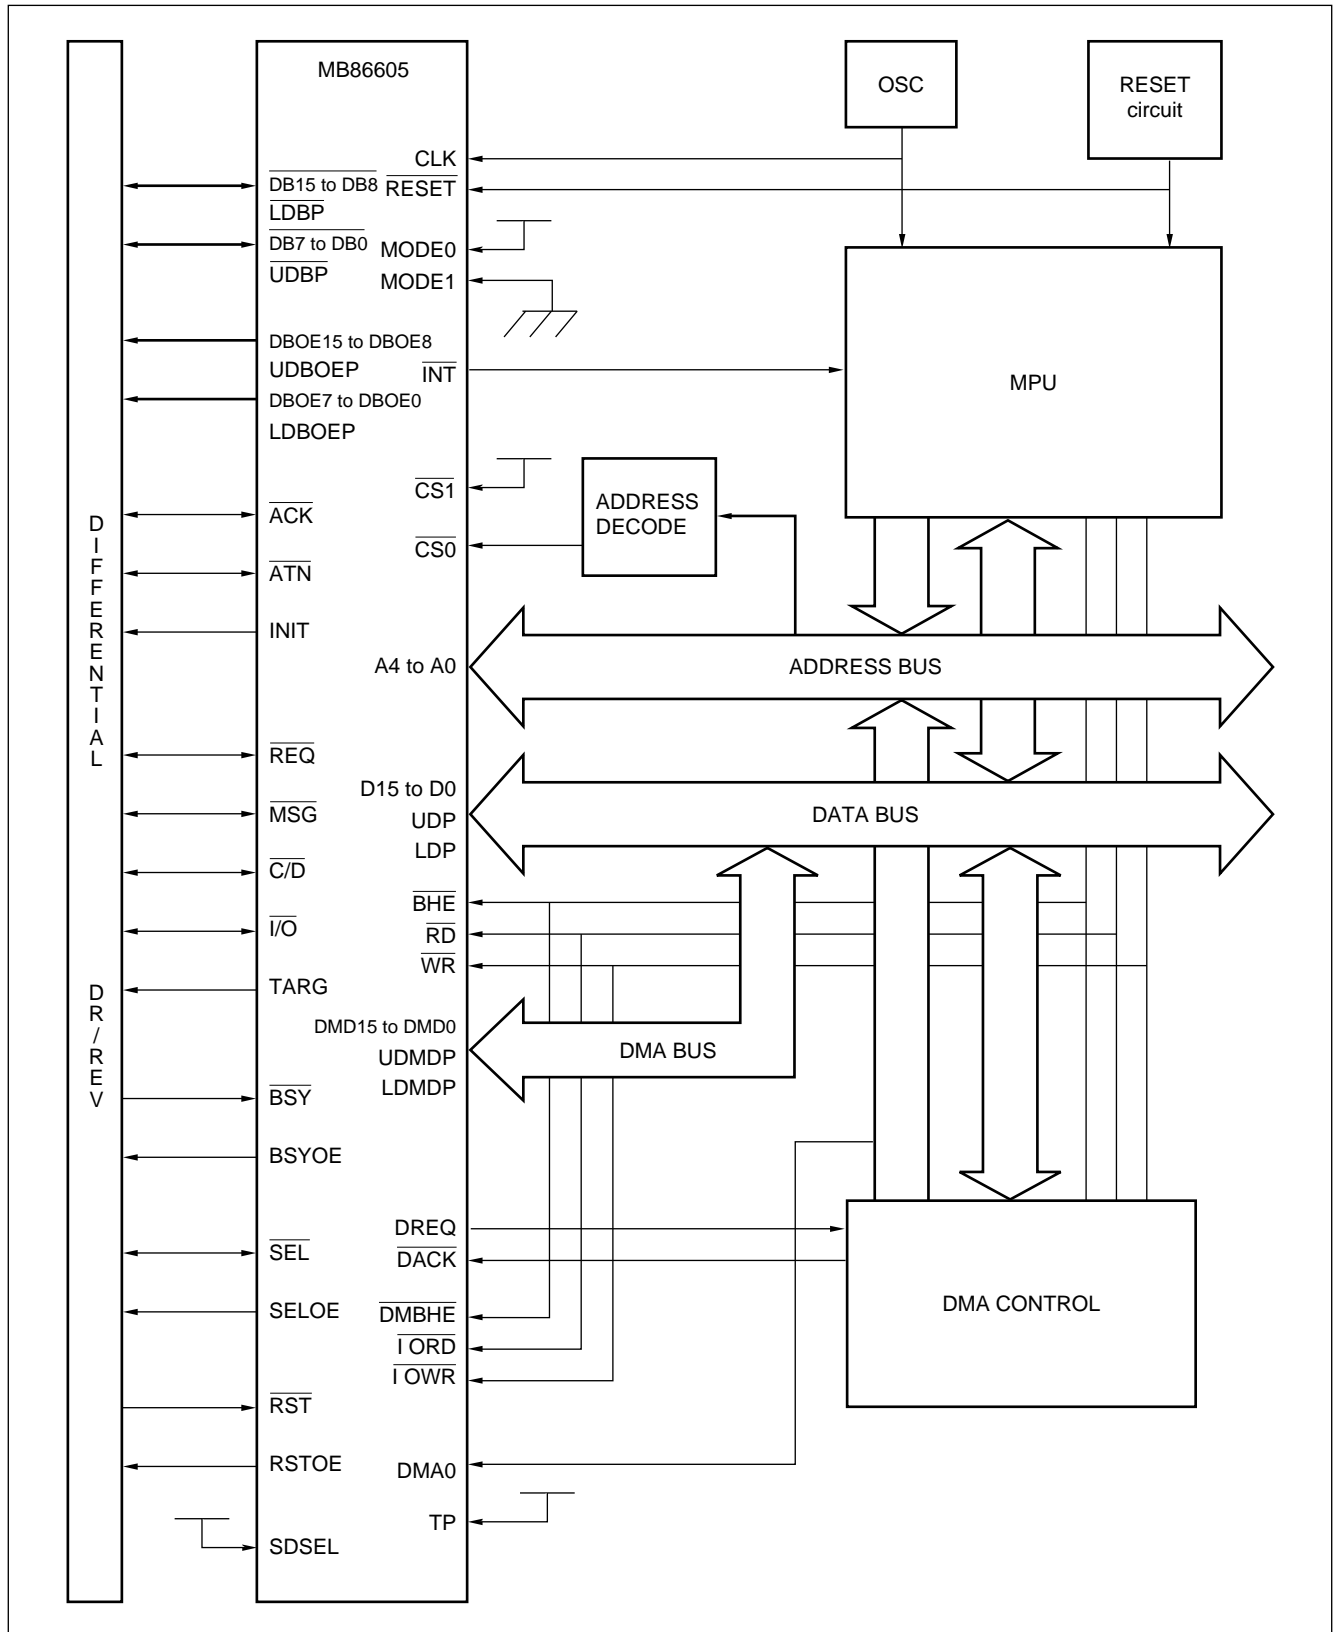 MB86605
OSC
RESET
circuit
CLK
DB15 to DB8
RESET
LDBP
DB7 to DB0
MODE0
UDBP
MODE1
DBOE15 to DBOE8
UDBOEP
INT
MPU
DBOE7 to DBOE0
LDBOEP
CS1
ADDRESS
DECODE
ACK
CS0
ATN
INIT
A4 to A0
ADDRESS BUS
DIFFERENTIAL
REQ
D15 to D0
MSG
UDP
DATA BUS
LDP
C/D
BHE
I/O
RD
WR
TARG
DR/REV
DMD15 to DMD0
UDMDP
DMA BUS
LDMDP
BSY
BSYOE
DREQ
SEL
DACK
SELOE
DMBHE
DMA CONTROL
I ORD
I OWR
RST
RSTOE
DMA0
TP
SDSEL